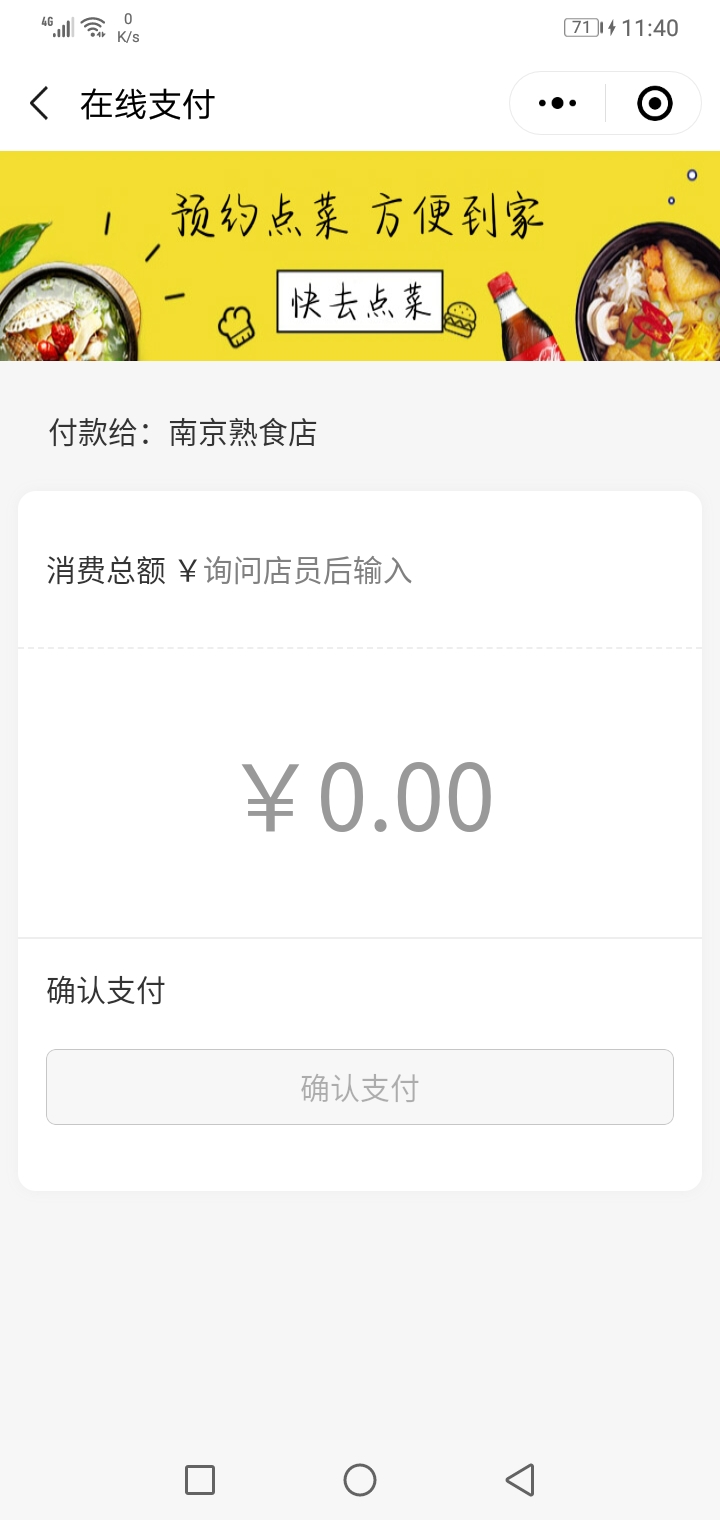 4G
0
K/s
71
11:40
在线支付
预约点菜 方便到家
快去点菜
付款给：南京熟食店
消费总额 ￥询问店员后输入
￥0.00
确认支付
确认支付